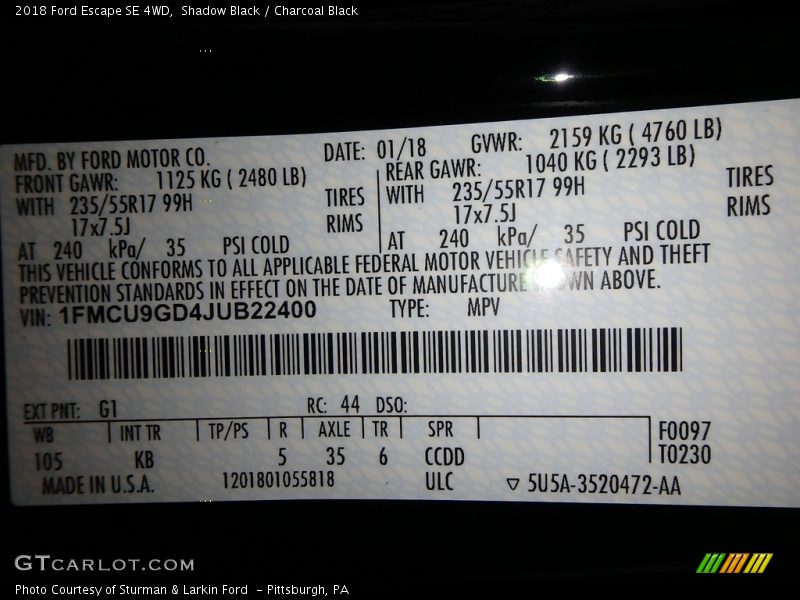 2018 Ford Escape SE 4WD, Shadow Black / Charcoal Black
MFD. BY FORD MOTOR CO. DATE: 01/18 GVWR: 2159 KG ( 4760 LB)
FRONT GAWR: 1125 KG ( 2480 LB) REAR GAWR: 1040 KG ( 2293 LB)
WITH 235/55R17 99H TIRES WITH 235/55R17 99H TIRES
17x7.5J RIMS 17x7.5J RIMS
AT 240 kPa/ 35 PSI COLD AT 240 kPa/ 35 PSI COLD
THIS VEHICLE CONFORMS TO ALL APPLICABLE FEDERAL MOTOR VEHICLE SAFETY AND THEFT
PREVENTION STANDARDS IN EFFECT ON THE DATE OF MANUFACTURE SHOWN ABOVE.
VIN: 1FMCU9GD4JUB22400 TYPE: MPV
EXT PNT: G1 RC: 44 DSO:
WB INT TR TP/PS R AXLE TR SPR F0097
105 KB 5 35 6 CCDD T0230
MADE IN U.S.A. 1201801055818 ULC ▽ 5U5A-3520472-AA
GTCARLOT.COM
Photo Courtesy of Sturman & Larkin Ford - Pittsburgh, PA